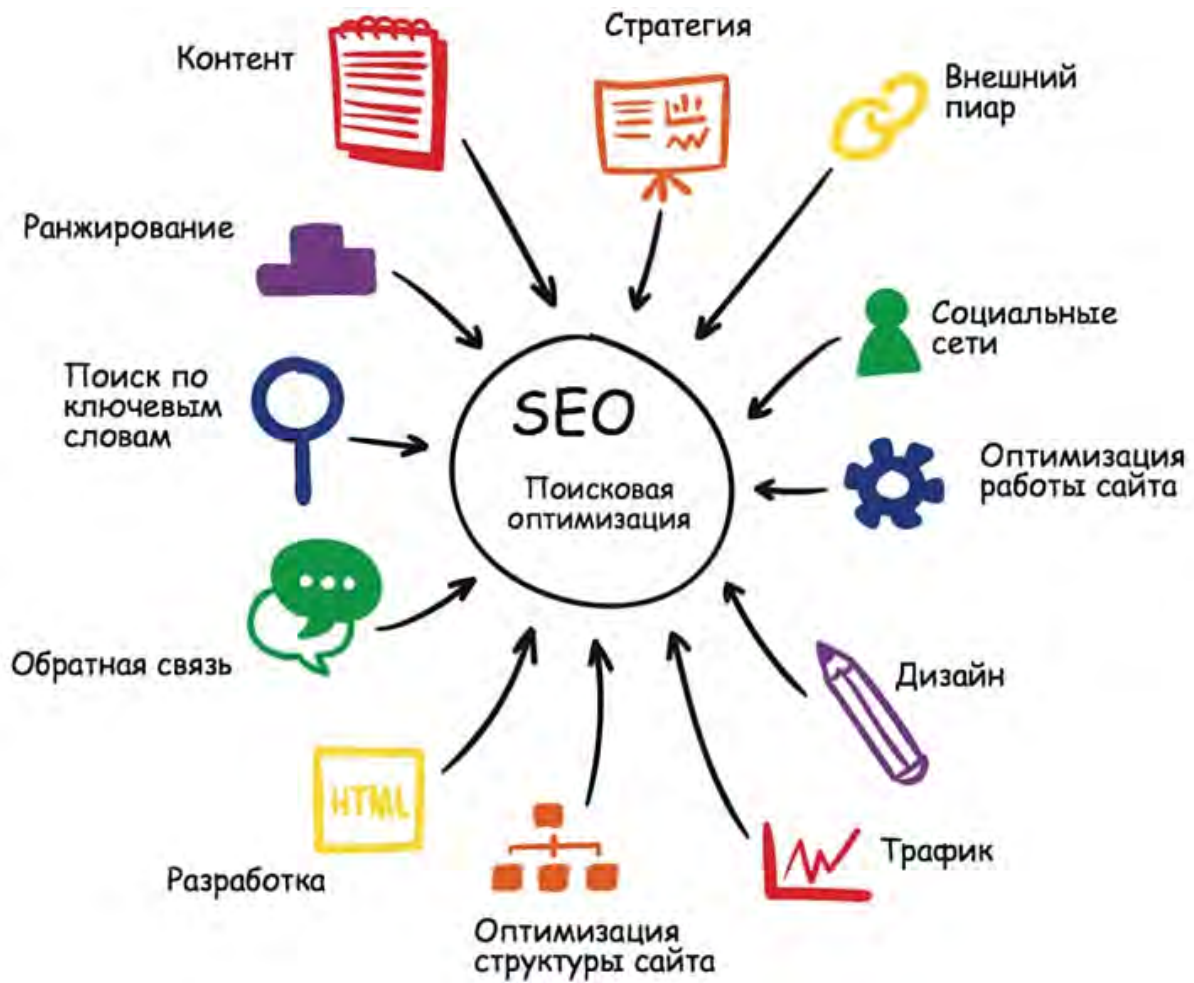 Стратегия
Контент
Внешний
пиар
Ранжирование
Социальные
сети
Поиск по
ключевым
словам
SEO
Поисковая
оптимизация
Оптимизация
работы сайта
Обратная связь
Дизайн
HTML
Разработка
Трафик
Оптимизация
структуры сайта